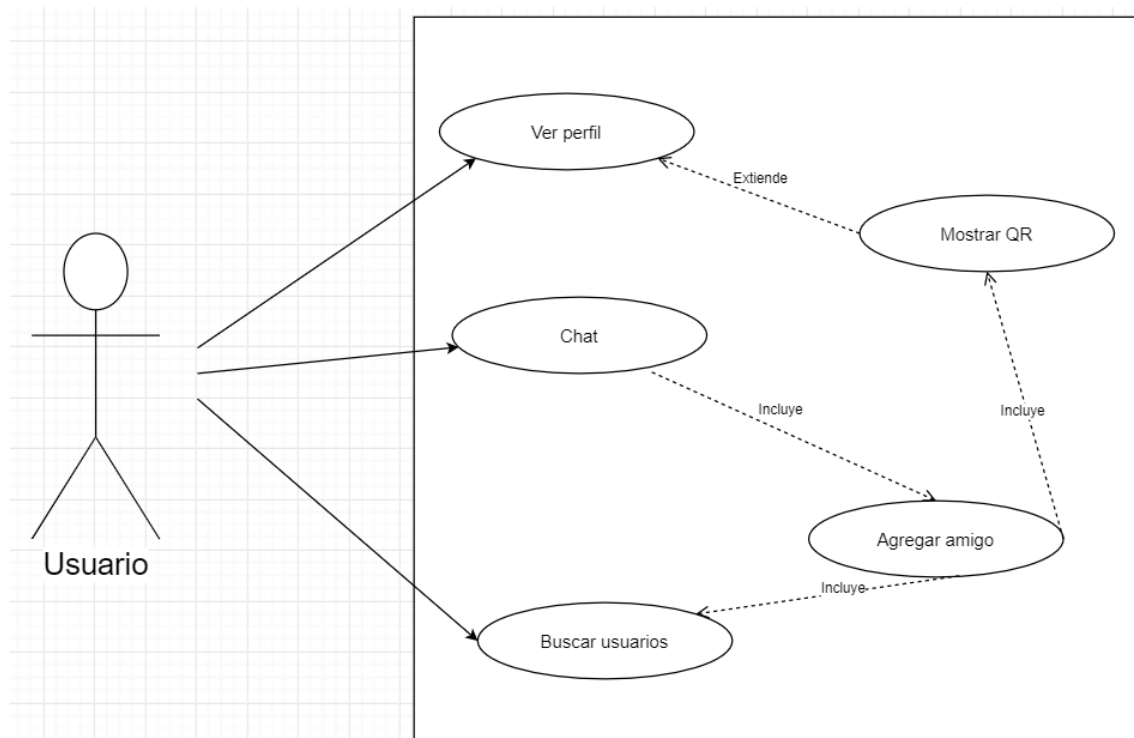 Ver perfil
Extiende
Mostrar QR
Chat
Incluye
Incluye
Agregar amigo
Usuario
Incluye
Buscar usuarios